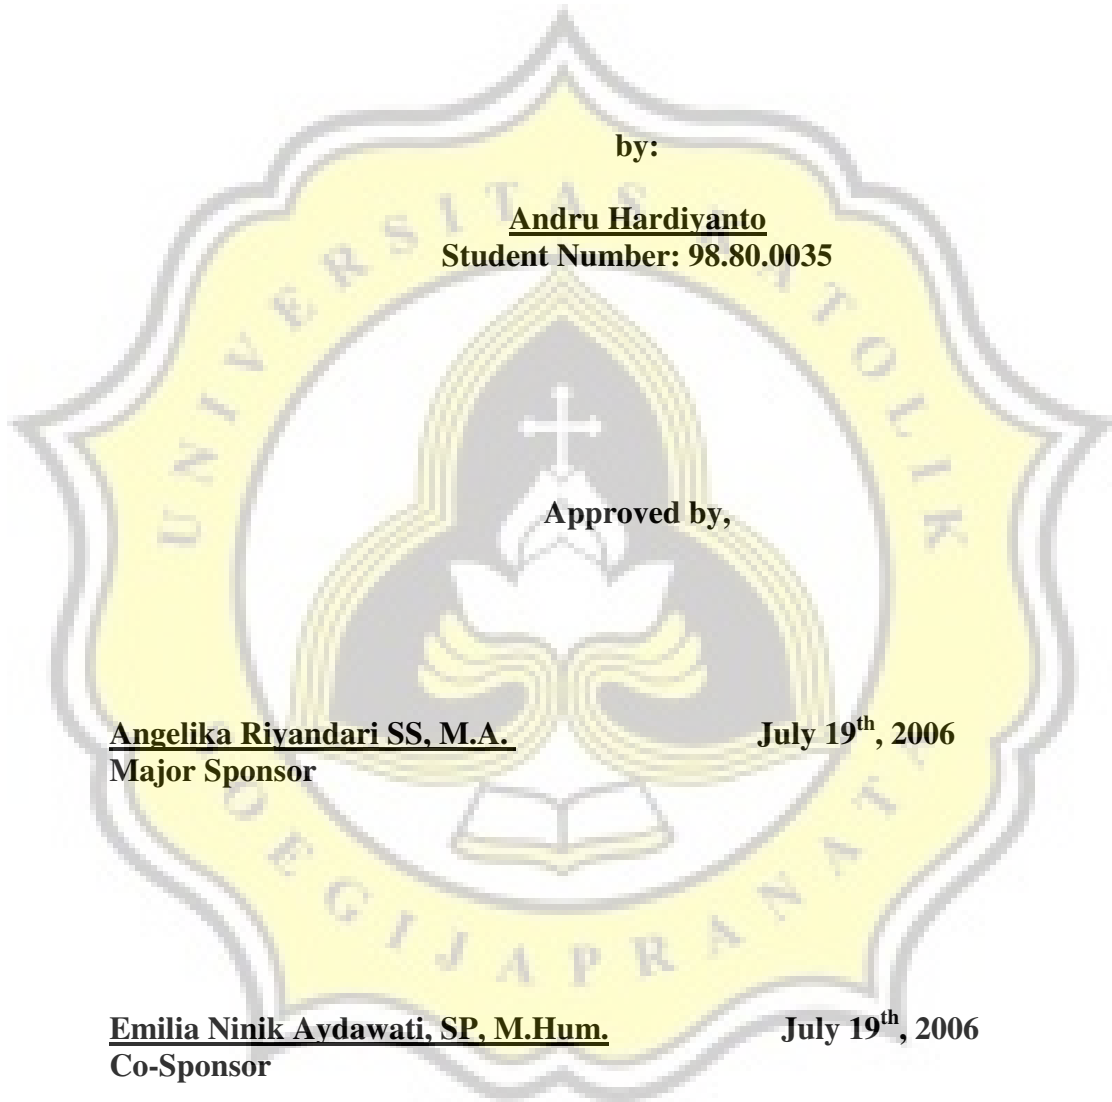 by:
Andru Hardiyanto
Student Number: 98.80.0035
UNIVERSITAS KATOLIK
Approved by,
Angelika Riyandari SS, M.A. July 19th, 2006
Major Sponsor
SOEGIJAPRANATA
Emilia Ninik Aydawati, SP, M.Hum. July 19th, 2006
Co-Sponsor